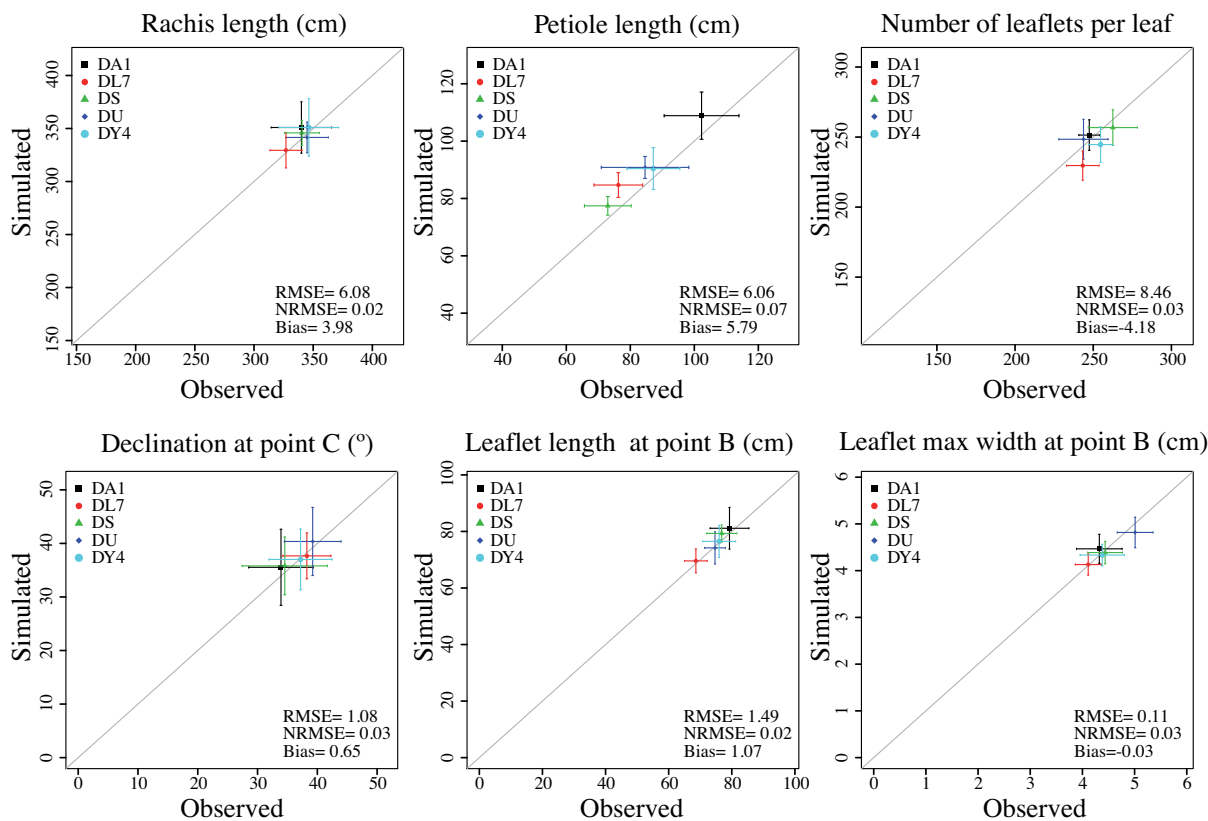 Rachis length (cm)
DA1
DL7
DS
DU
DY4
Simulated
150 200 250 300 350 400
RMSE= 6.08
NRMSE= 0.02
Bias= 3.98
150 200 250 300 350 400
Observed
Petiole length (cm)
DA1
DL7
DS
DU
DY4
Simulated
40 60 80 100 120
RMSE= 6.06
NRMSE= 0.07
Bias= 5.79
40 60 80 100 120
Observed
Number of leaflets per leaf
DA1
DL7
DS
DU
DY4
Simulated
150 200 250 300
RMSE= 8.46
NRMSE= 0.03
Bias=-4.18
150 200 250 300
Observed
Declination at point C (º)
DA1
DL7
DS
DU
DY4
Simulated
0 10 20 30 40 50
RMSE= 1.08
NRMSE= 0.03
Bias= 0.65
0 10 20 30 40 50
Observed
Leaflet length at point B (cm)
DA1
DL7
DS
DU
DY4
Simulated
0 20 40 60 80 100
RMSE= 1.49
NRMSE= 0.02
Bias= 1.07
0 20 40 60 80 100
Observed
Leaflet max width at point B (cm)
DA1
DL7
DS
DU
DY4
Simulated
0 1 2 3 4 5 6
RMSE= 0.11
NRMSE= 0.03
Bias=-0.03
0 1 2 3 4 5 6
Observed